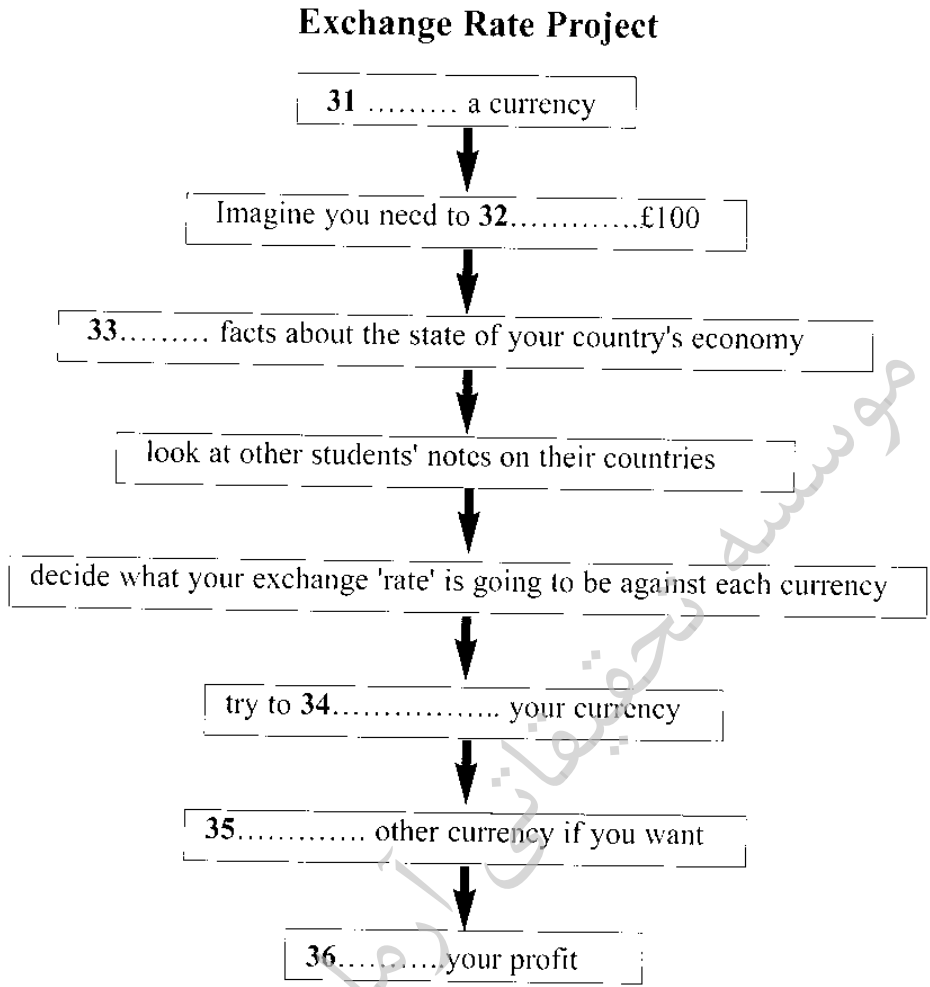 Exchange Rate Project
31 ......... a currency
Imagine you need to 32.............£100
33......... facts about the state of your country's economy
look at other students' notes on their countries
decide what your exchange 'rate' is going to be against each currency
try to 34................. your currency
35............. other currency if you want
36...........your profit
موسسه تحقیقاتی